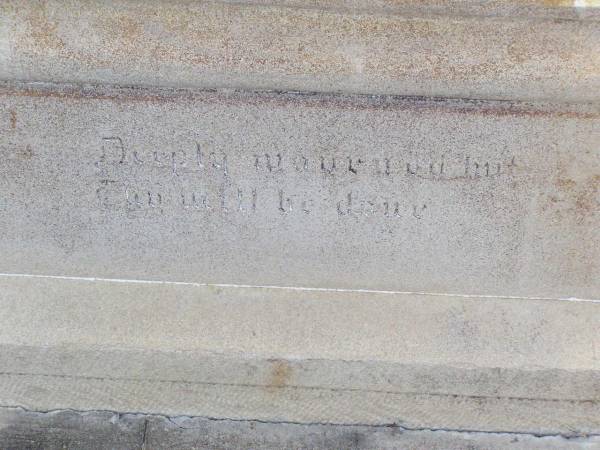 Deeply mourned but
Thy will be done